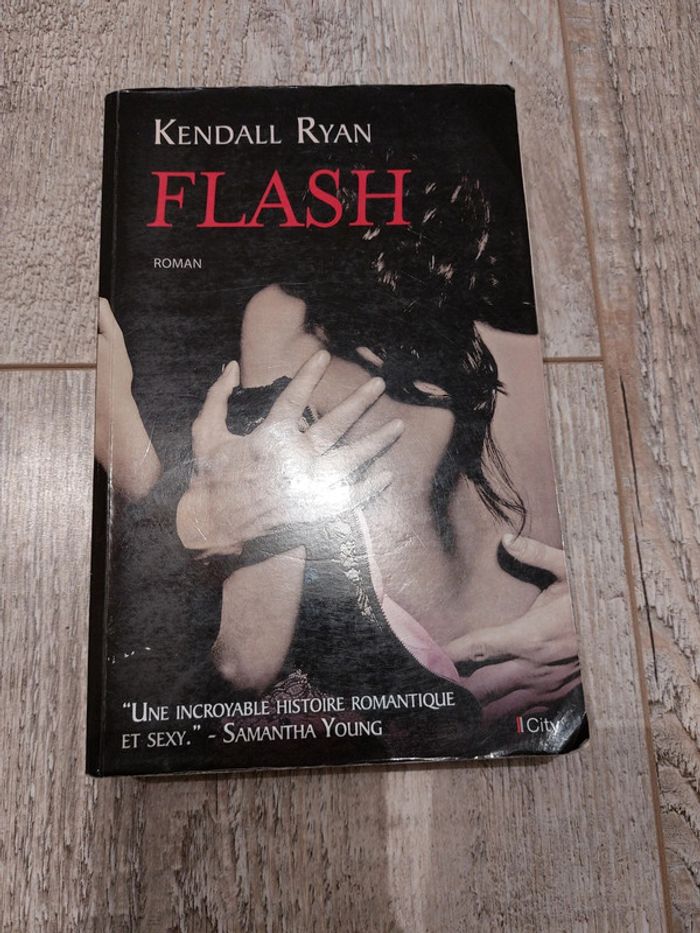 KENDALL RYAN
FLASH
ROMAN
“UNE INCROYABLE HISTOIRE ROMANTIQUE
ET SEXY.” - SAMANTHA YOUNG
City